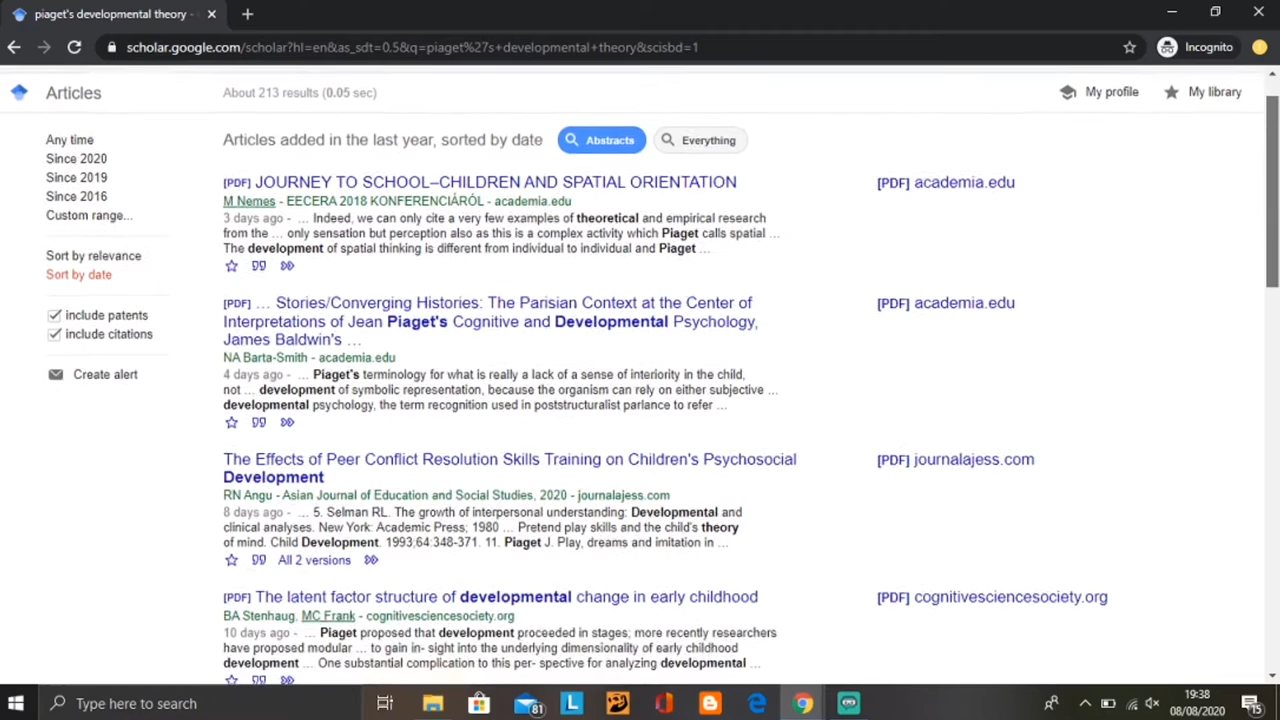 piaget's developmental theory -
scholar.google.com/scholar?hl=en&as_sdt=0.5&q=piaget%27s+developmental+theory&scisbd=1
Incognito
Articles
About 213 results (0.05 sec)
My profile
My library
Any time
Since 2020
Since 2019
Since 2016
Custom range...
Sort by relevance
Sort by date
include patents
include citations
Create alert
Articles added in the last year, sorted by date
Abstracts
Everything
[PDF] JOURNEY TO SCHOOL–CHILDREN AND SPATIAL ORIENTATION
[PDF] academia.edu
M Nemes - EECERA 2018 KONFERENCIÁRÓL - academia.edu
3 days ago - ... Indeed, we can only cite a very few examples of theoretical and empirical research
from the ... only sensation but perception also as this is a complex activity which Piaget calls spatial ...
The development of spatial thinking is different from individual to individual and Piaget ...
[PDF] ... Stories/Converging Histories: The Parisian Context at the Center of
Interpretations of Jean Piaget's Cognitive and Developmental Psychology,
James Baldwin's ...
[PDF] academia.edu
NA Barta-Smith - academia.edu
4 days ago - ... Piaget's terminology for what is really a lack of a sense of interiority in the child,
not ... development of symbolic representation, because the organism can rely on either subjective ...
developmental psychology, the term recognition used in poststructuralist parlance to refer ...
The Effects of Peer Conflict Resolution Skills Training on Children's Psychosocial
Development
[PDF] journalajess.com
RN Angu - Asian Journal of Education and Social Studies, 2020 - journalajess.com
8 days ago - ... 5. Selman RL. The growth of interpersonal understanding: Developmental and
clinical analyses. New York: Academic Press; 1980 ... Pretend play skills and the child's theory
of mind. Child Development. 1993;64:348-371. 11. Piaget J. Play, dreams and imitation in ...
All 2 versions
[PDF] The latent factor structure of developmental change in early childhood
[PDF] cognitivesciencesociety.org
BA Stenhaug, MC Frank - cognitivesciencesociety.org
10 days ago - ... Piaget proposed that development proceeded in stages; more recently researchers
have proposed modular ... to gain in- sight into the underlying dimensionality of early childhood
development ... One substantial complication to this per- spective for analyzing developmental ...
Type here to search
81
L
19:38
08/08/2020
15